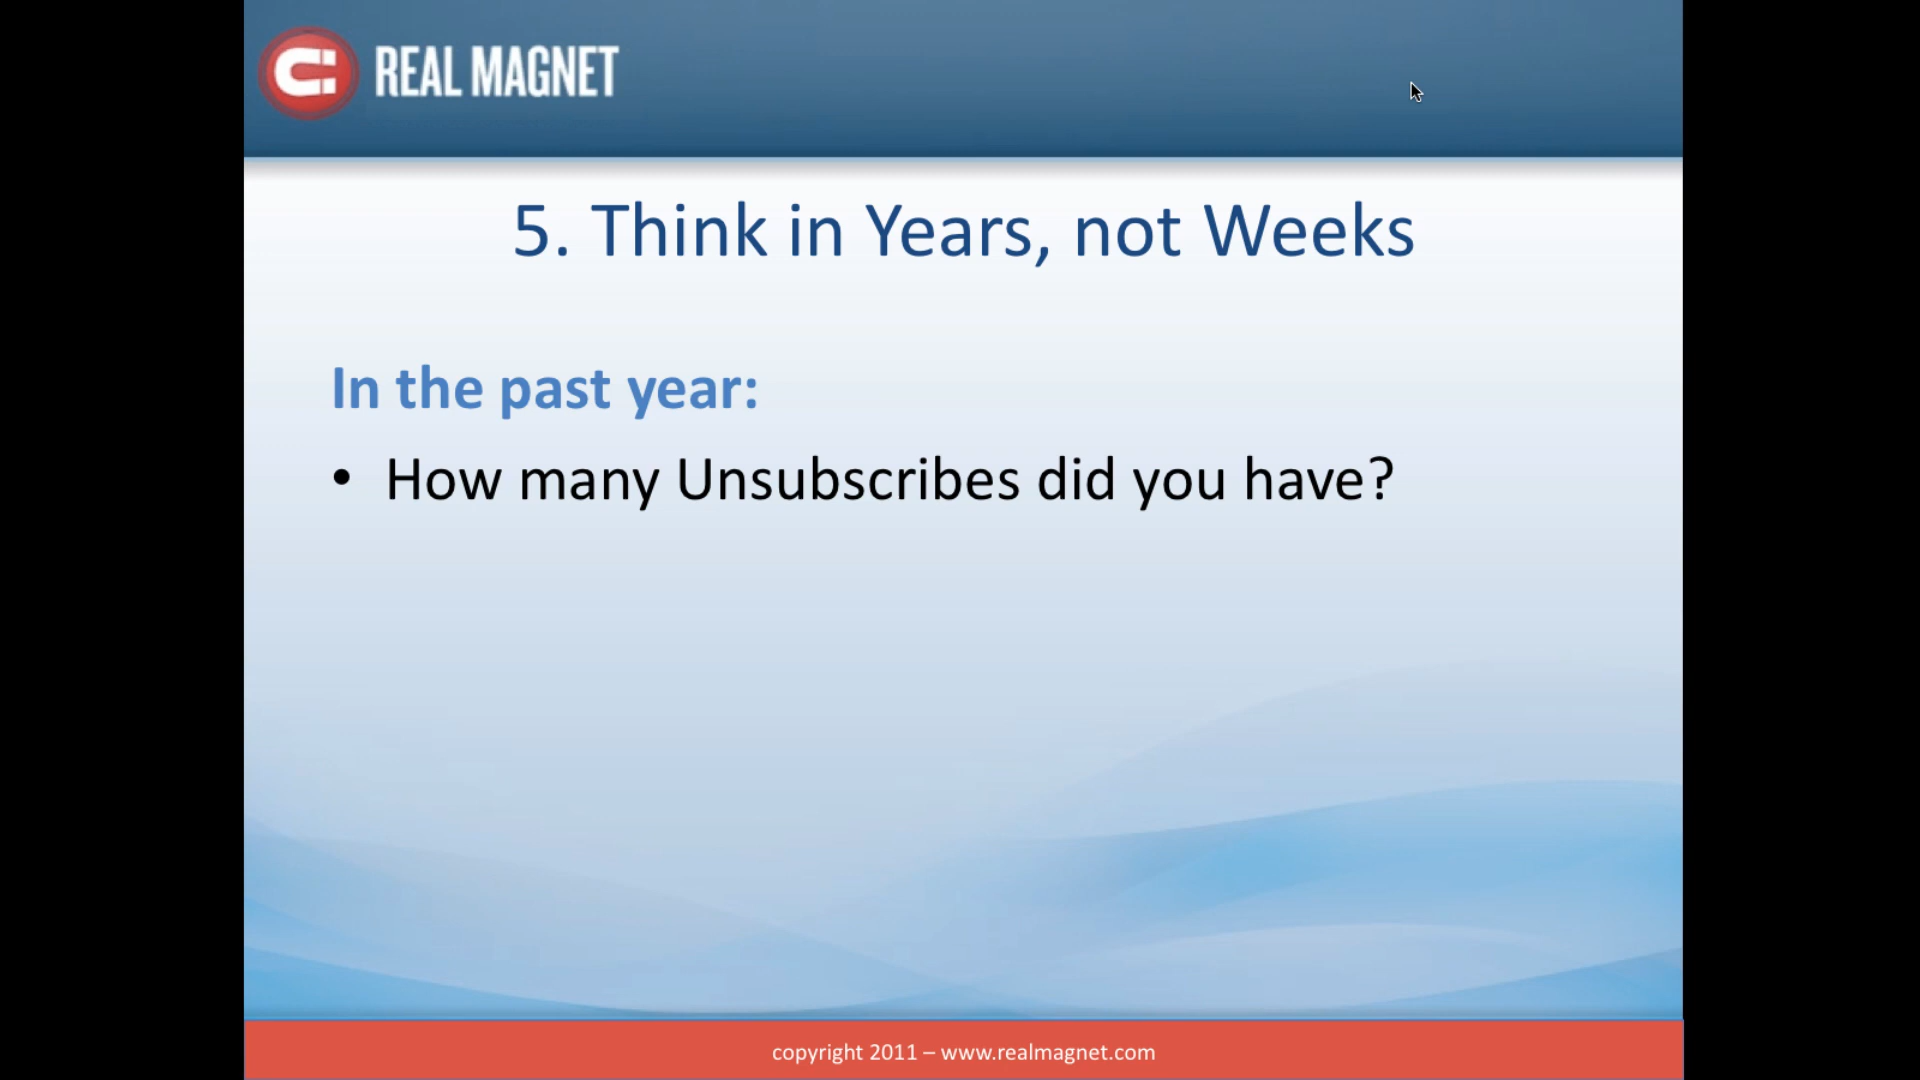 REAL MAGNET
5. Think in Years, not Weeks
In the past year:
• How many Unsubscribes did you have?
copyright 2011 – www.realmagnet.com